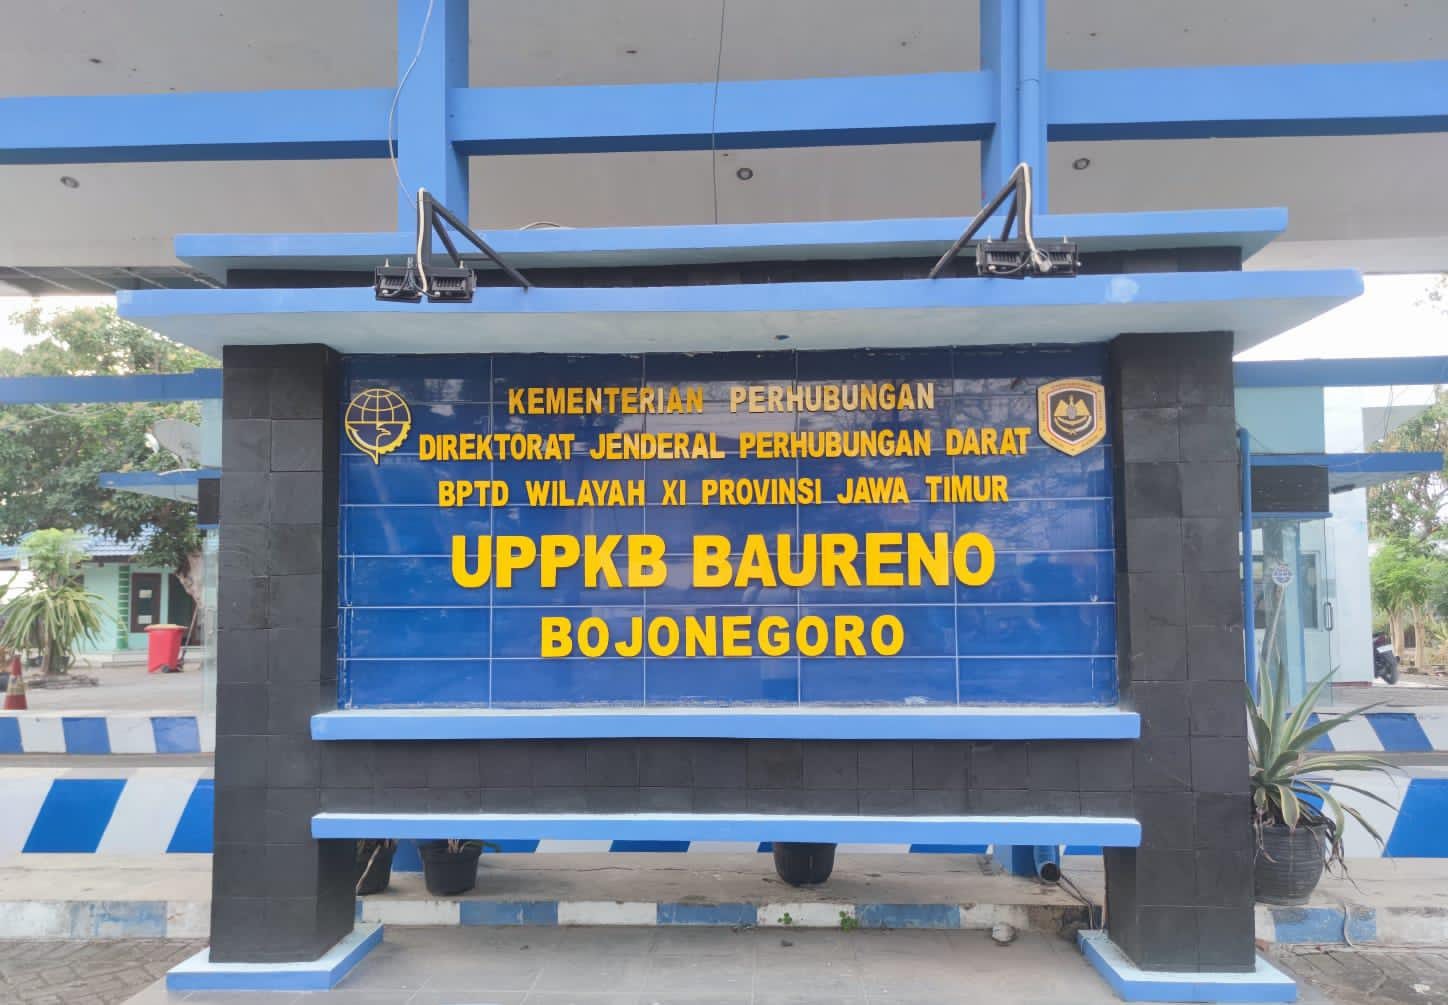 KEMENTERIAN PERHUBUNGAN
DIREKTORAT JENDERAL PERHUBUNGAN DARAT
BPTD WILAYAH XI PROVINSI JAWA TIMUR
UPPKB BAURENO
BOJONEGORO